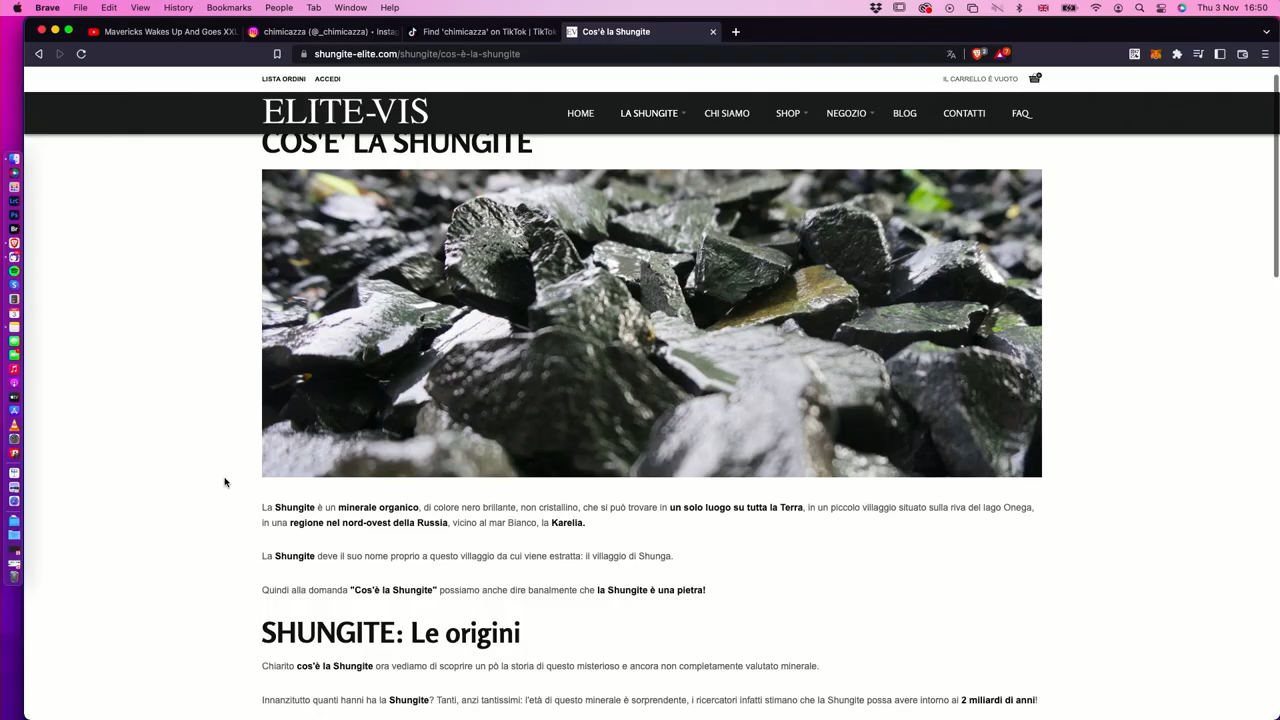 Brave File Edit View History Bookmarks People Tab Window Help Thu 3 Nov 16:50
Mavericks Wakes Up And Goes XXL chimicazza (@_chimicazza) • Insta Find 'chimicazza' on TikTok | TikTok Cos'è la Shungite
shungite-elite.com/shungite/cos-è-la-shungite
LISTA ORDINI ACCEDI IL CARRELLO È VUOTO
ELITE-VIS HOME LA SHUNGITE CHI SIAMO SHOP NEGOZIO BLOG CONTATTI FAQ
COS'E' LA SHUNGITE
La Shungite è un minerale organico, di colore nero brillante, non cristallino, che si può trovare in un solo luogo su tutta la Terra, in un piccolo villaggio situato sulla riva del lago Onega,
in una regione nel nord-ovest della Russia, vicino al mar Bianco, la Karelia.
La Shungite deve il suo nome proprio a questo villaggio da cui viene estratta: il villaggio di Shunga.
Quindi alla domanda "Cos'è la Shungite" possiamo anche dire banalmente che la Shungite è una pietra!
SHUNGITE: Le origini
Chiarito cos'è la Shungite ora vediamo di scoprire un pò la storia di questo misterioso e ancora non completamente valutato minerale.
Innanzitutto quanti hanni ha la Shungite? Tanti, anzi tantissimi: l'età di questo minerale è sorprendente, i ricercatori infatti stimano che la Shungite possa avere intorno ai 2 miliardi di anni!